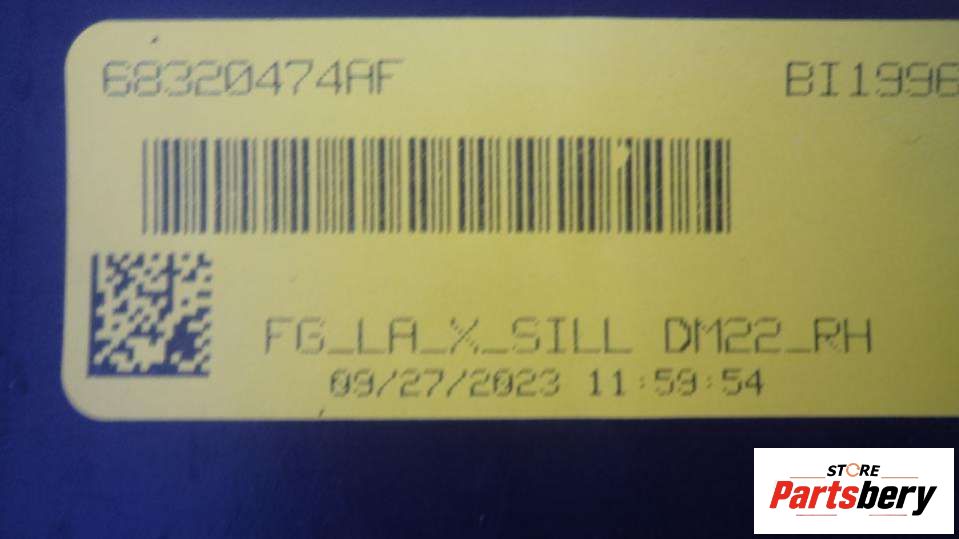 68320474AF BI1996
FG_LA_X_SILL DM22_RH
09/27/2023 11:59:54
STORE
Partsbery